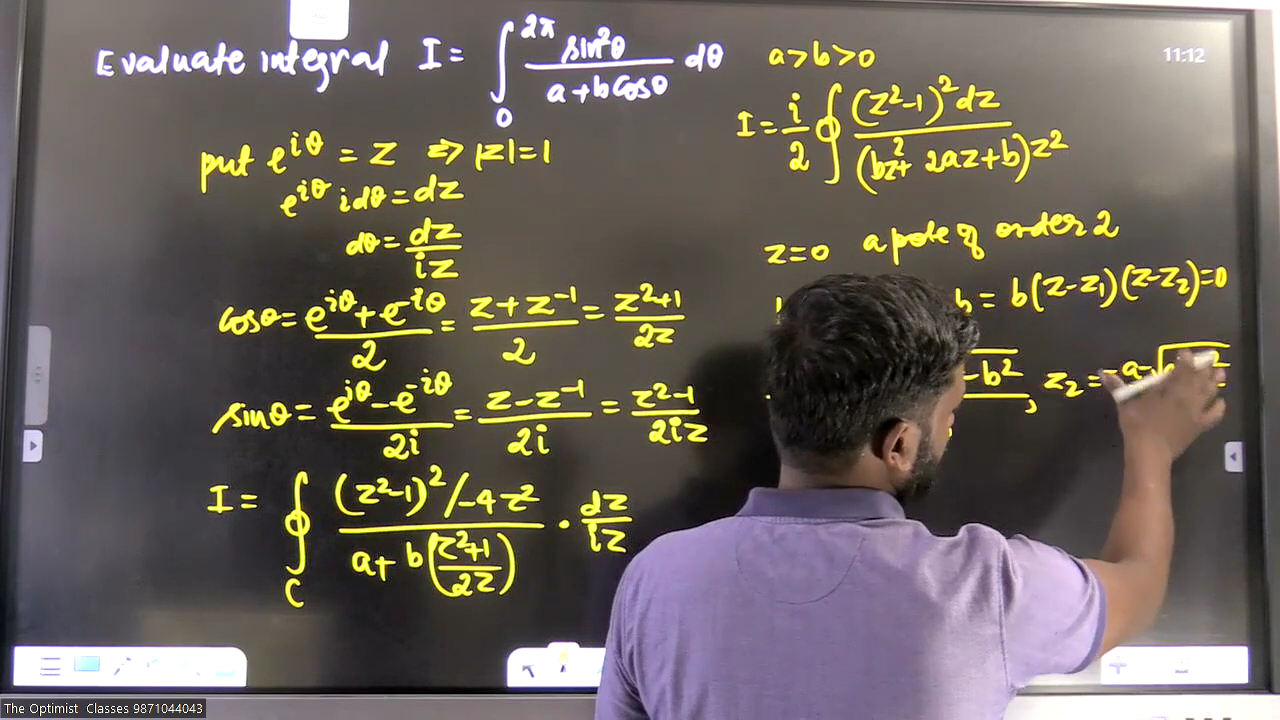 Evaluate integral I = ∫₀^{2π} sin²θ / (a+b cosθ) dθ
a>b>0
11:12
put e^{iθ} = z ⇒ |z|=1
e^{iθ} i dθ = dz
dθ = dz / iz
cosθ = (e^{iθ} + e^{-iθ}) / 2 = (z + z^{-1}) / 2 = (z²+1) / 2z
sinθ = (e^{iθ} - e^{-iθ}) / 2i = (z - z^{-1}) / 2i = (z²-1) / 2iz
I = ∮_C ((z²-1)² / -4z²) / (a + b((z²+1) / 2z)) · dz / iz
I = i/2 ∮ (z²-1)² dz / (bz² + 2az+b)z²
z=0 a pole of order 2
b = b(z-z₁)(z-z₂)=0
-b² , z₂ = -a-√
The Optimist Classes 9871044043